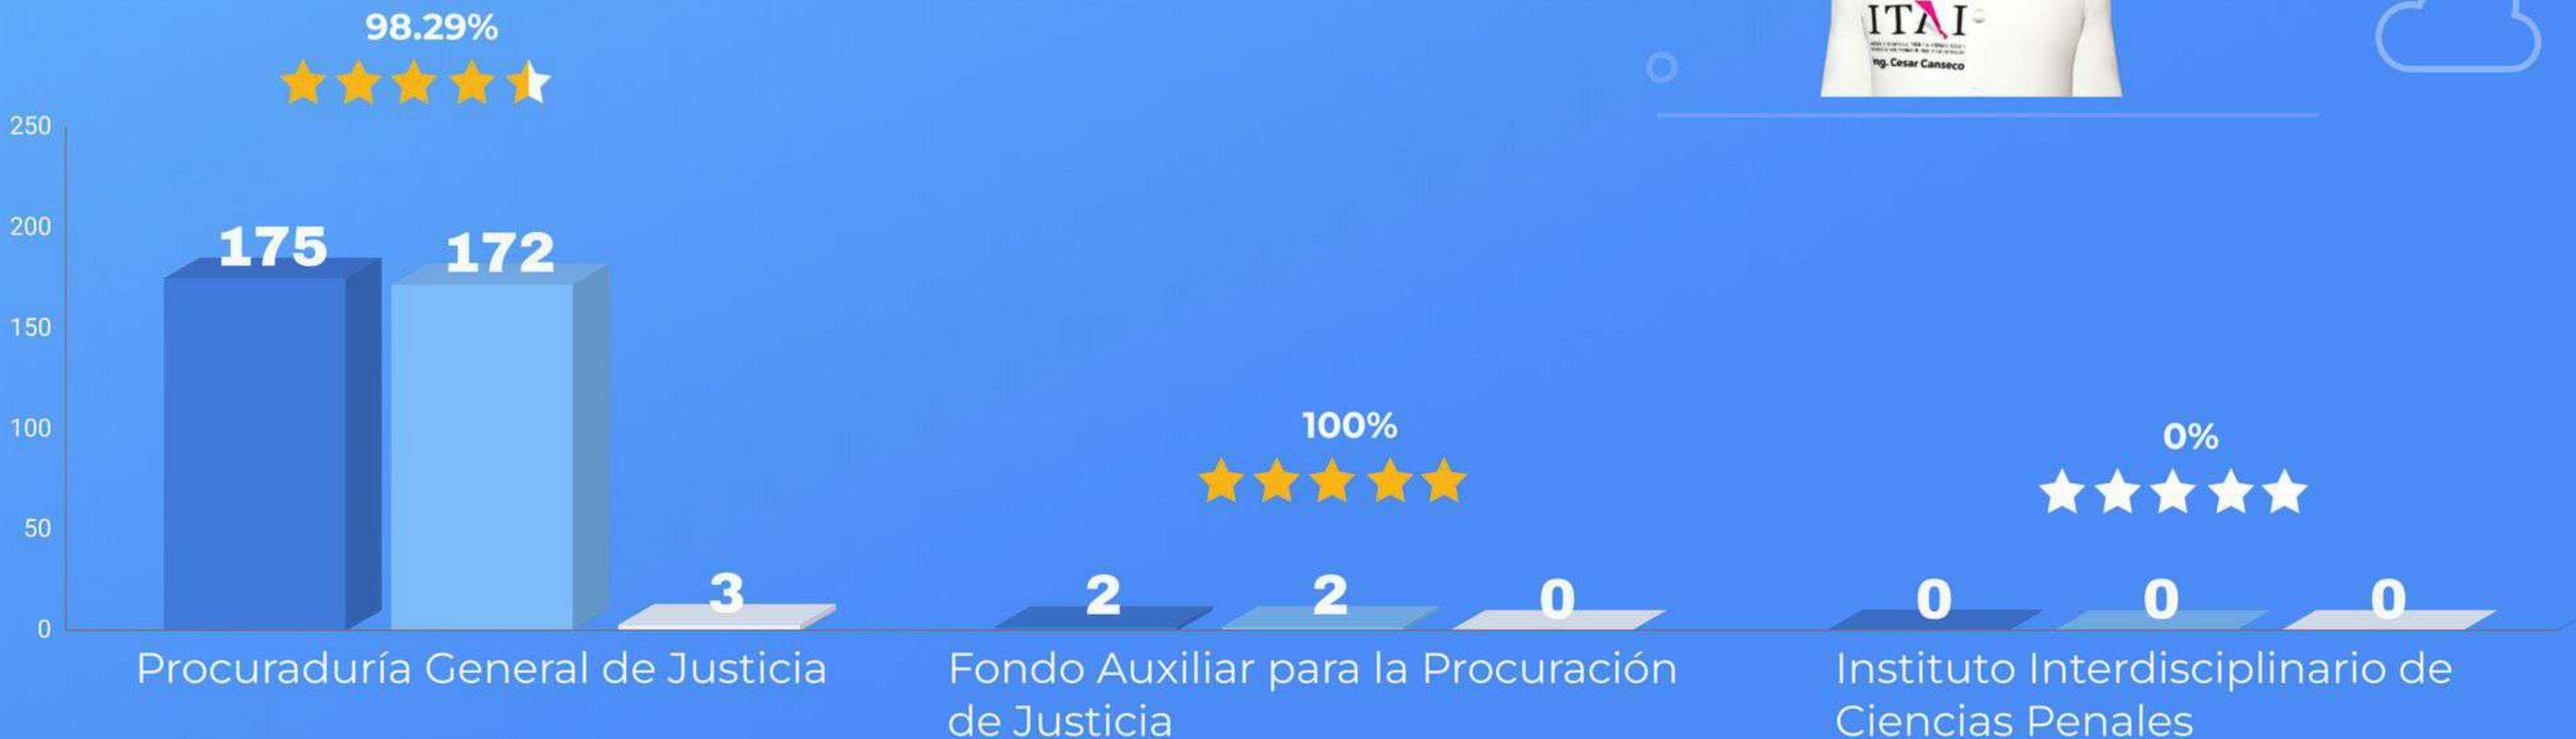 98.29%
ITAI
Ing. Cesar Canseco
250
200
150
100
50
0
175
172
3
100%
2
2
0
0%
0
0
0
Procuraduría General de Justicia
Fondo Auxiliar para la Procuración
de Justicia
Instituto Interdisciplinario de
Ciencias Penales